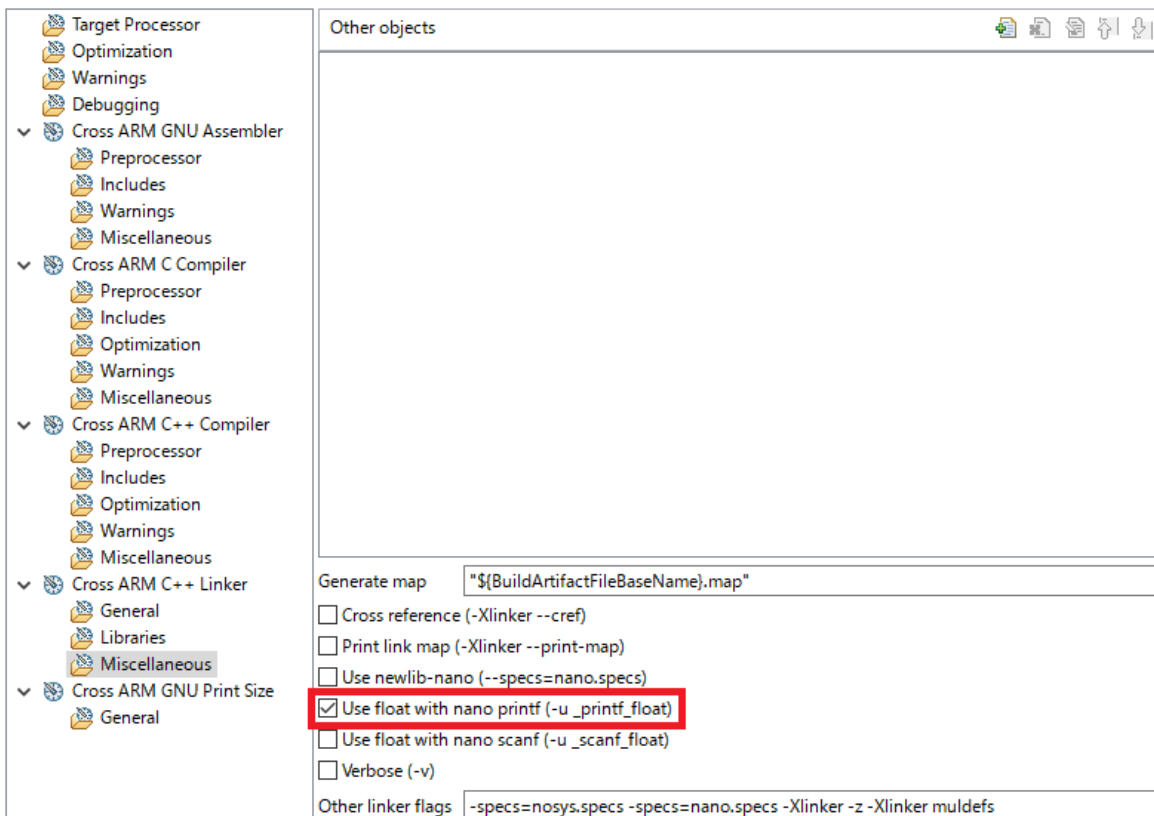 Target Processor
Optimization
Warnings
Debugging
Cross ARM GNU Assembler
Preprocessor
Includes
Warnings
Miscellaneous
Cross ARM C Compiler
Preprocessor
Includes
Optimization
Warnings
Miscellaneous
Cross ARM C++ Compiler
Preprocessor
Includes
Optimization
Warnings
Miscellaneous
Cross ARM C++ Linker
General
Libraries
Miscellaneous
Cross ARM GNU Print Size
General
Other objects
Generate map "${BuildArtifactFileBaseName}.map"
Cross reference (-Xlinker --cref)
Print link map (-Xlinker --print-map)
Use newlib-nano (--specs=nano.specs)
Use float with nano printf (-u _printf_float)
Use float with nano scanf (-u _scanf_float)
Verbose (-v)
Other linker flags -specs=nosys.specs -specs=nano.specs -Xlinker -z -Xlinker muldefs